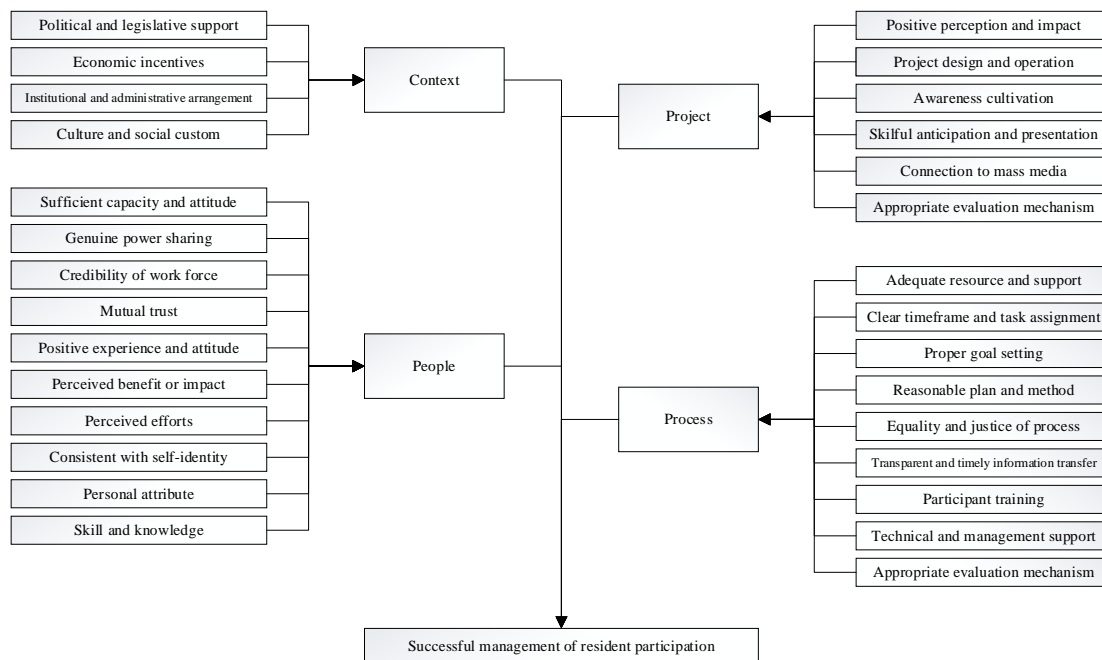 Political and legislative support
Economic incentives
Institutional and administrative arrangement
Culture and social custom
Context
Sufficient capacity and attitude
Genuine power sharing
Credibility of work force
Mutual trust
Positive experience and attitude
Perceived benefit or impact
Perceived efforts
Consistent with self-identity
Personal attribute
Skill and knowledge
People
Positive perception and impact
Project design and operation
Awareness cultivation
Skilful anticipation and presentation
Connection to mass media
Appropriate evaluation mechanism
Project
Adequate resource and support
Clear timeframe and task assignment
Proper goal setting
Reasonable plan and method
Equality and justice of process
Transparent and timely information transfer
Participant training
Technical and management support
Appropriate evaluation mechanism
Process
Successful management of resident participation